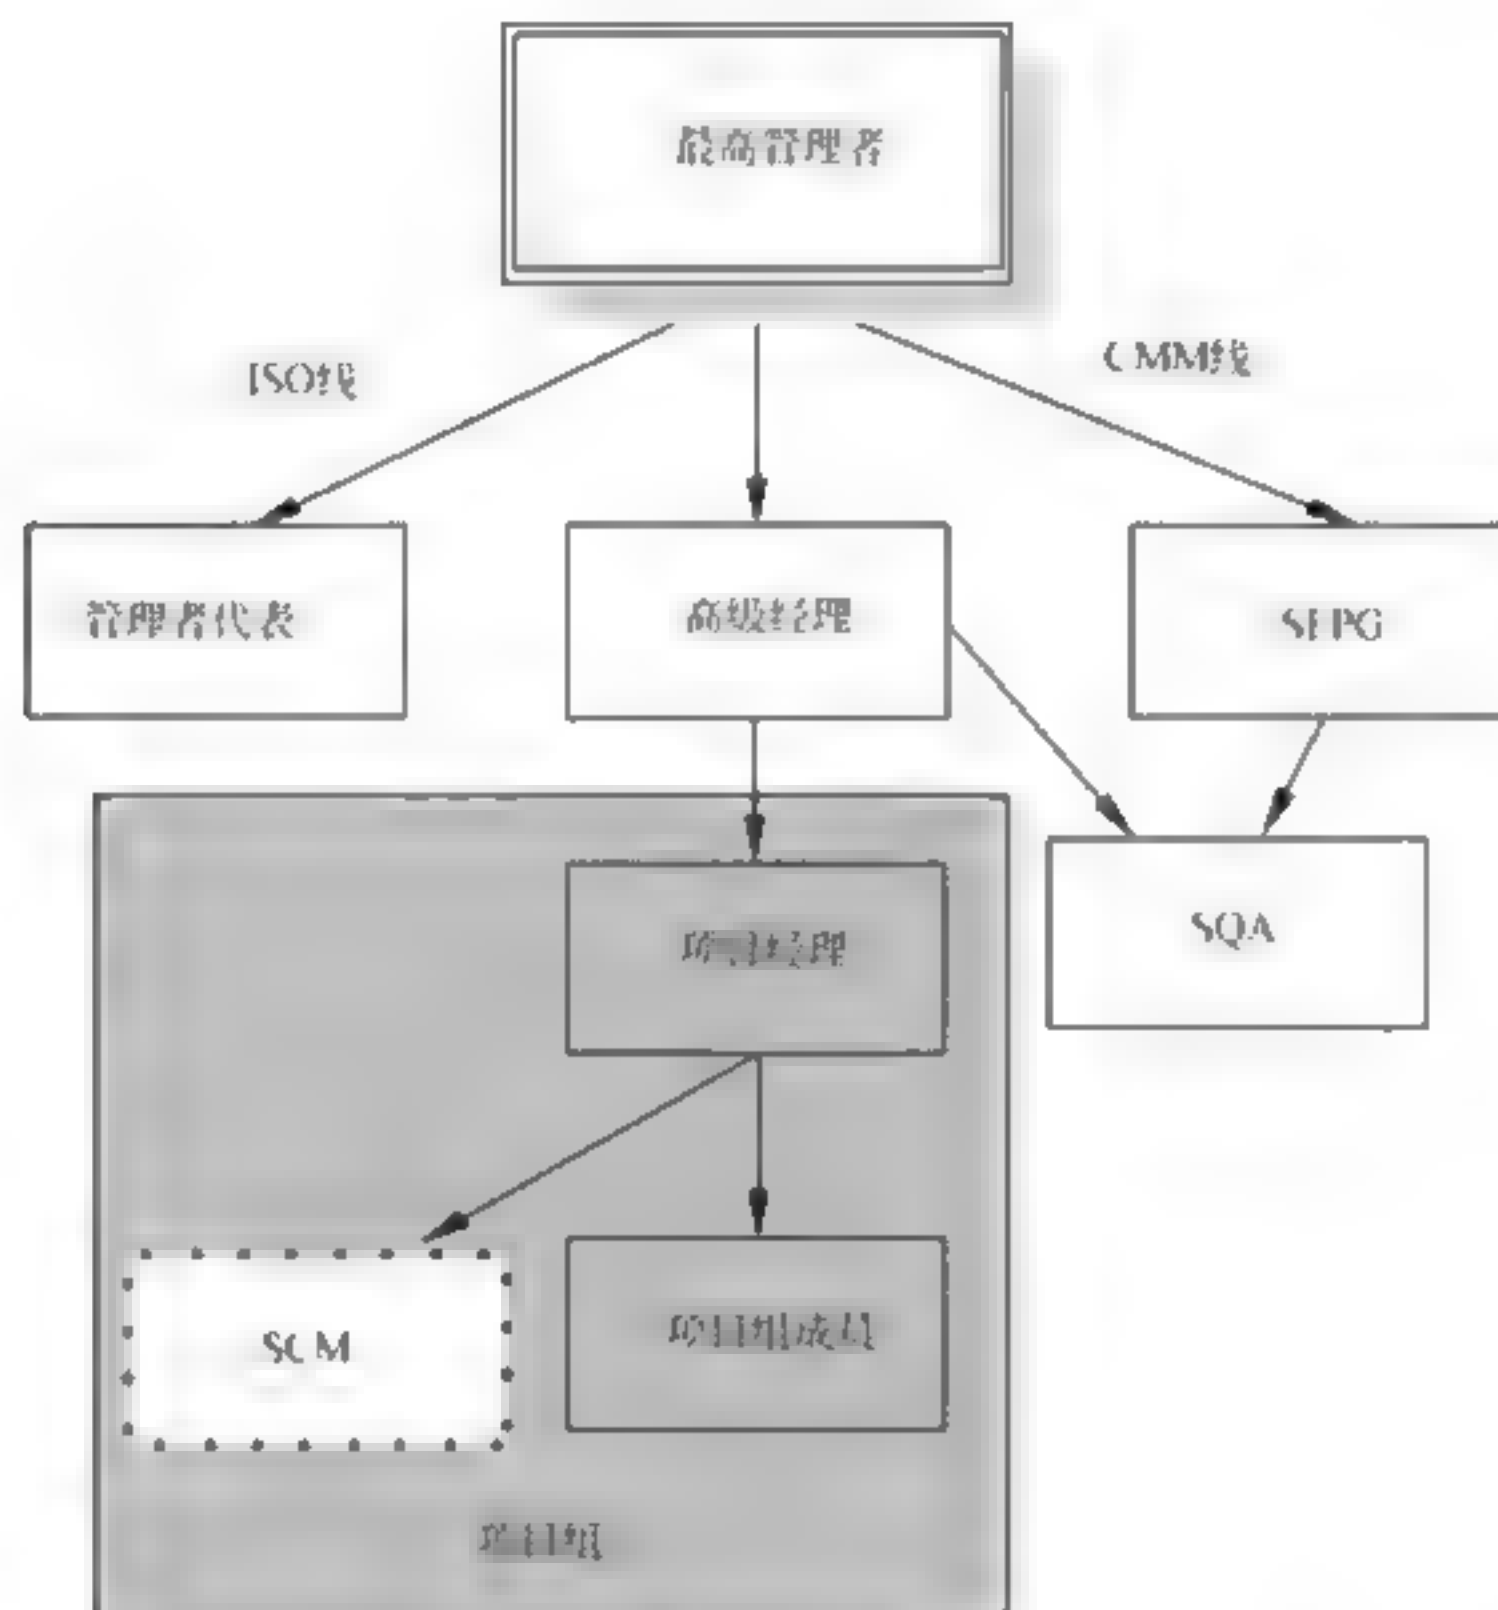 最高管理者
ISO线
CMM线
管理者代表
高级经理
SEPG
项目经理
SQA
SCM
项目组成员
项目组